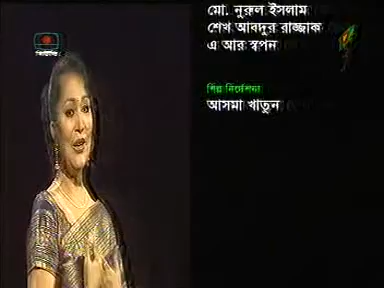 মো. নুরুল ইসলাম
শেখ আবদুর রাজ্জাক
এ আর স্বপন
শিল্প নির্দেশনা
আসমা খাতুন